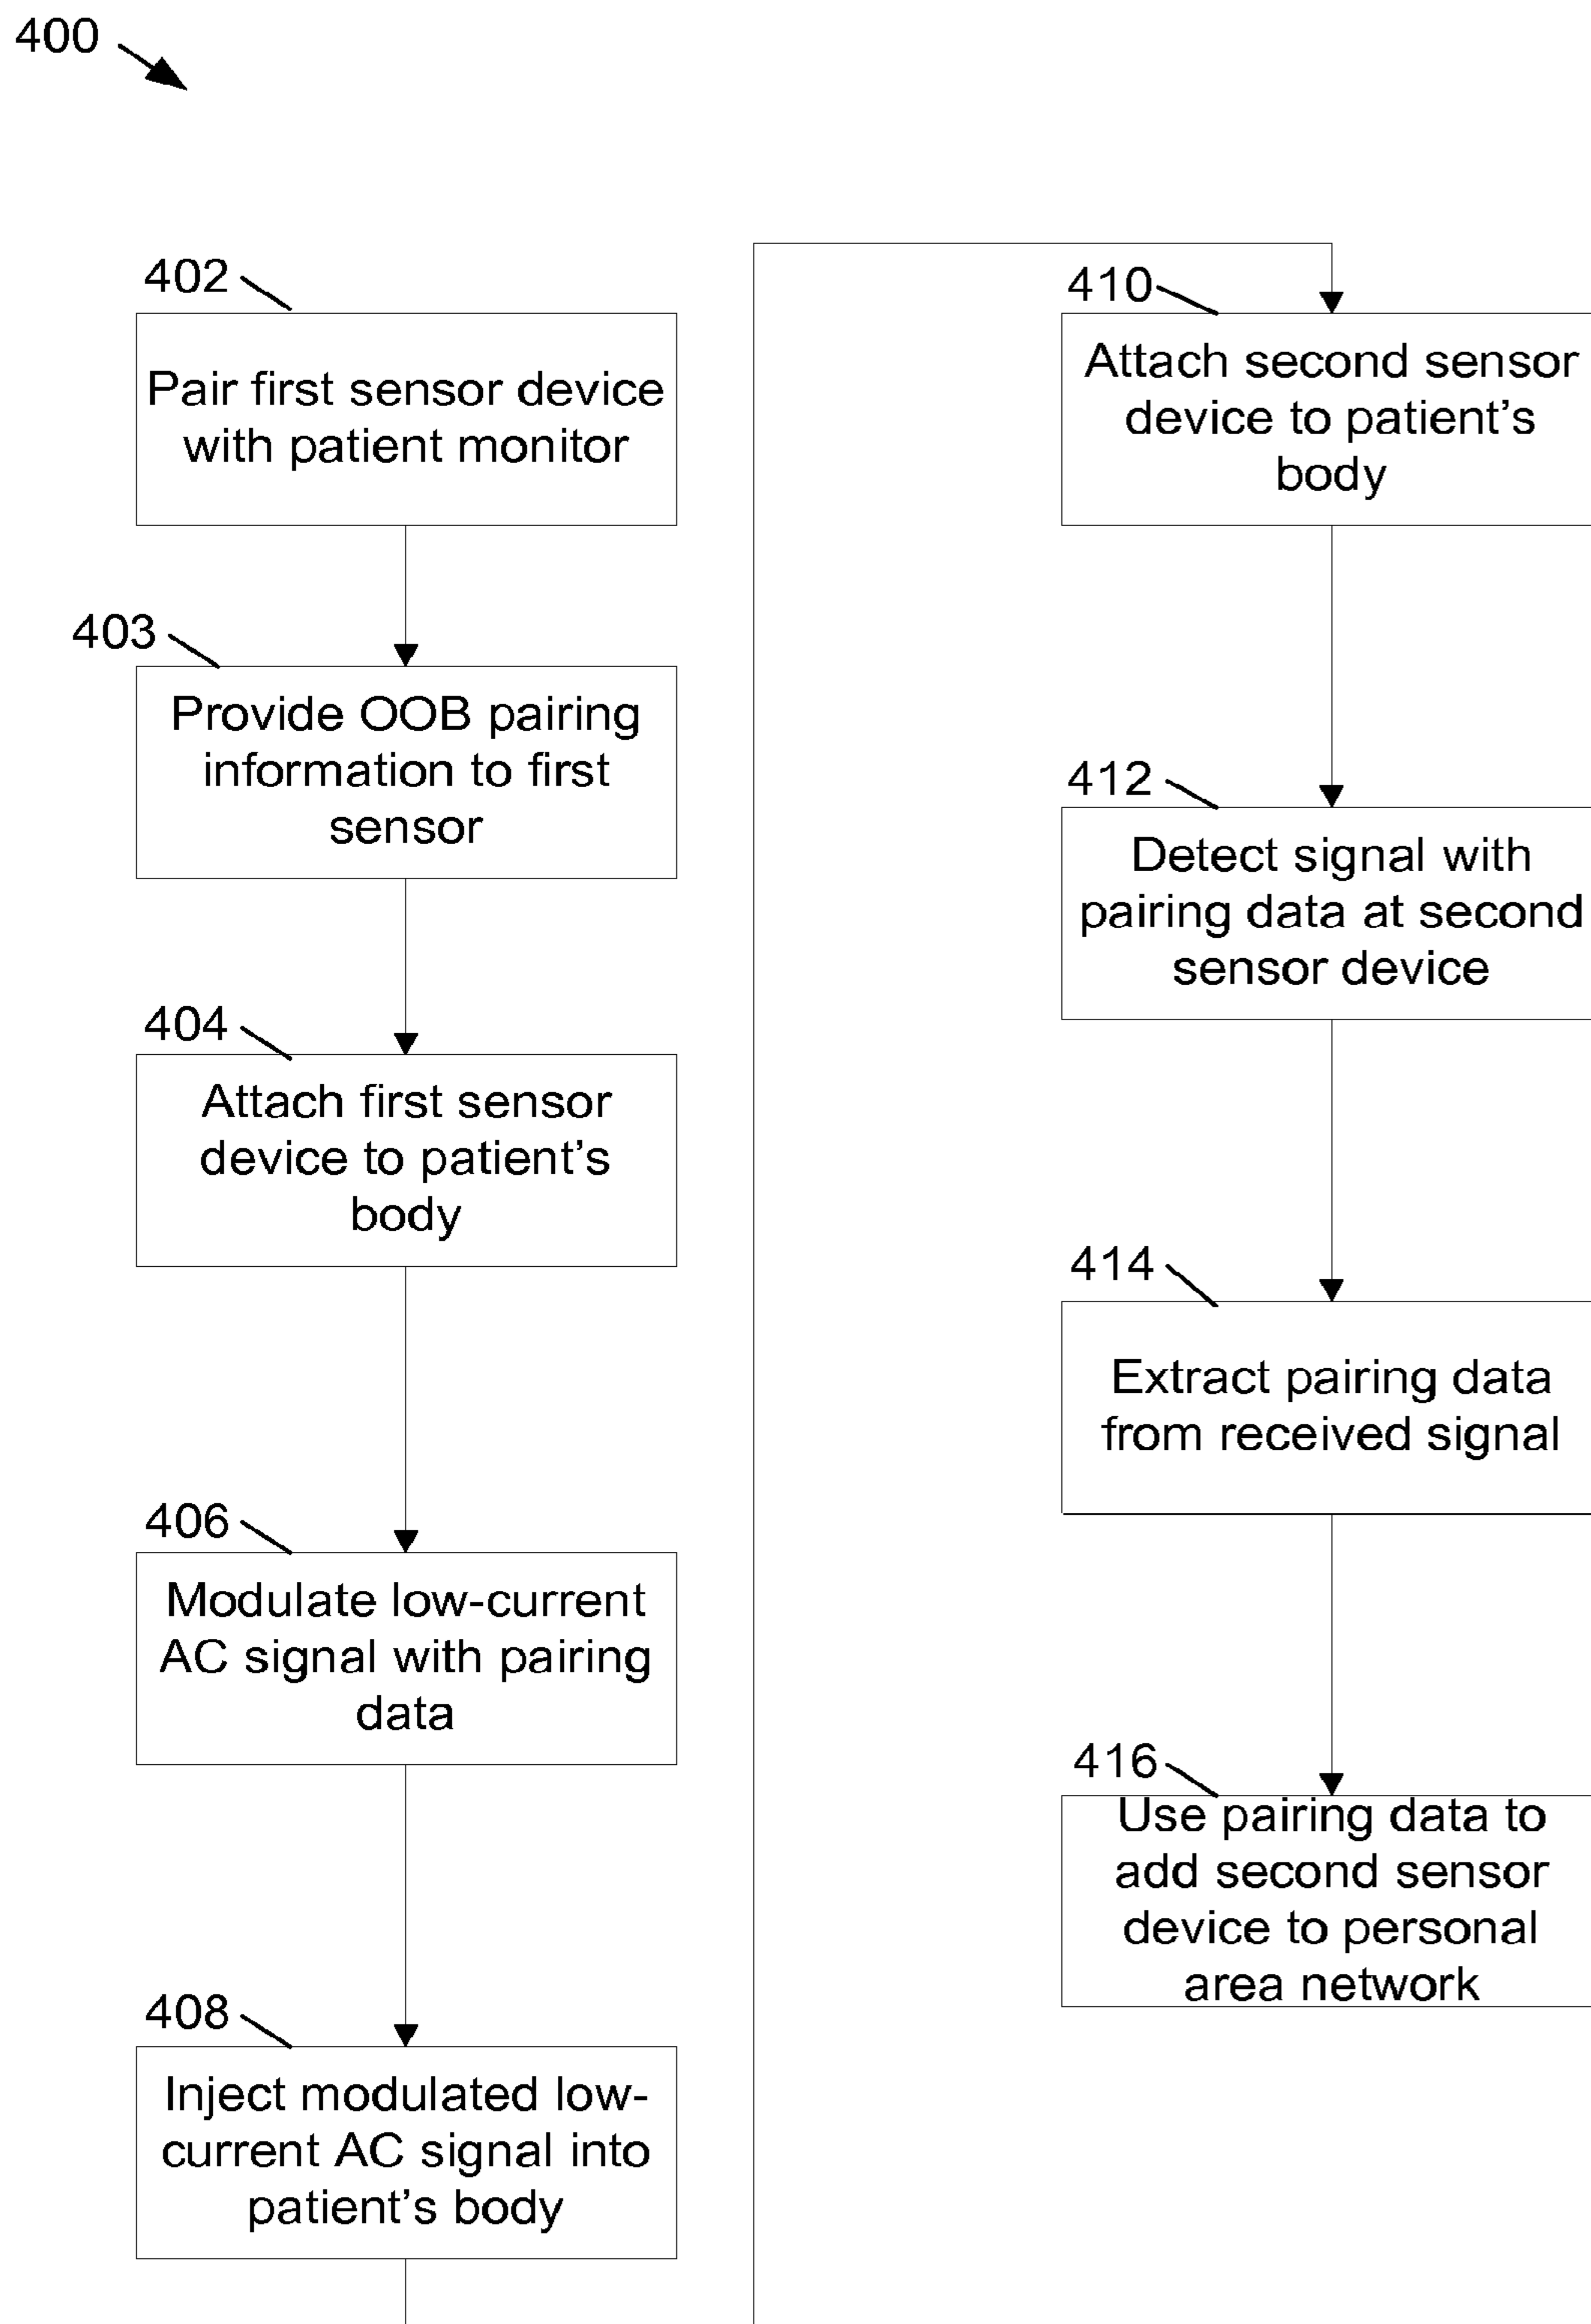 400
402
Pair first sensor device
with patient monitor
403
Provide OOB pairing
information to first
sensor
404
Attach first sensor
device to patient's
body
406
Modulate low-current
AC signal with pairing
data
408
Inject modulated low-
current AC signal into
patient's body
410
Attach second sensor
device to patient's
body
412
Detect signal with
pairing data at second
sensor device
414
Extract pairing data
from received signal
416
Use pairing data to
add second sensor
device to personal
area network